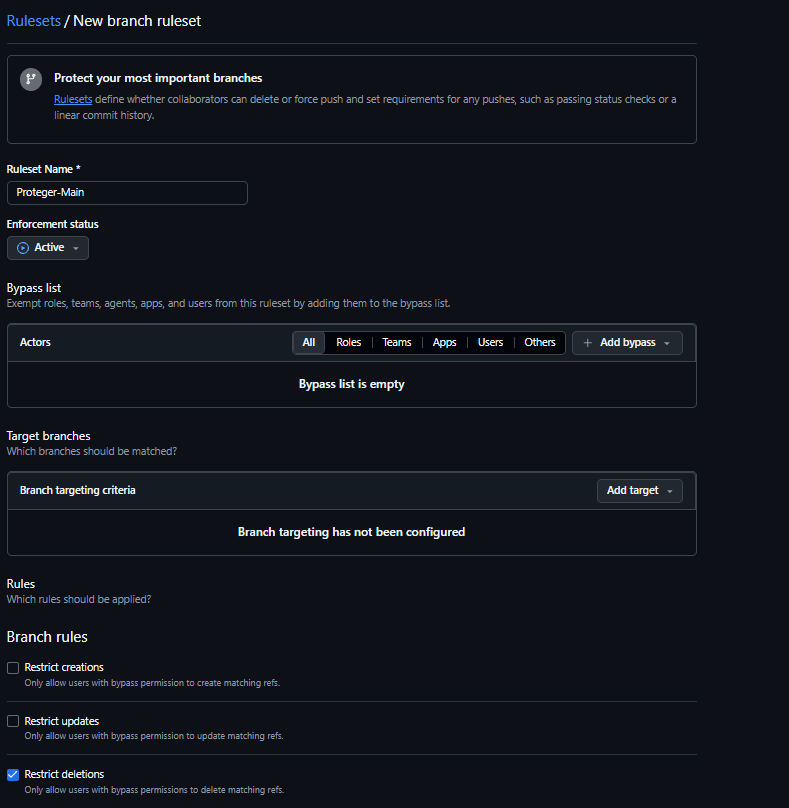 Rulesets / New branch ruleset
Protect your most important branches
Rulesets define whether collaborators can delete or force push and set requirements for any pushes, such as passing status checks or a
linear commit history.
Ruleset Name *
Proteger-Main
Enforcement status
Active
Bypass list
Exempt roles, teams, agents, apps, and users from this ruleset by adding them to the bypass list.
Actors All Roles Teams Apps Users Others + Add bypass
Bypass list is empty
Target branches
Which branches should be matched?
Branch targeting criteria Add target
Branch targeting has not been configured
Rules
Which rules should be applied?
Branch rules
Restrict creations
Only allow users with bypass permission to create matching refs.
Restrict updates
Only allow users with bypass permission to update matching refs.
Restrict deletions
Only allow users with bypass permissions to delete matching refs.